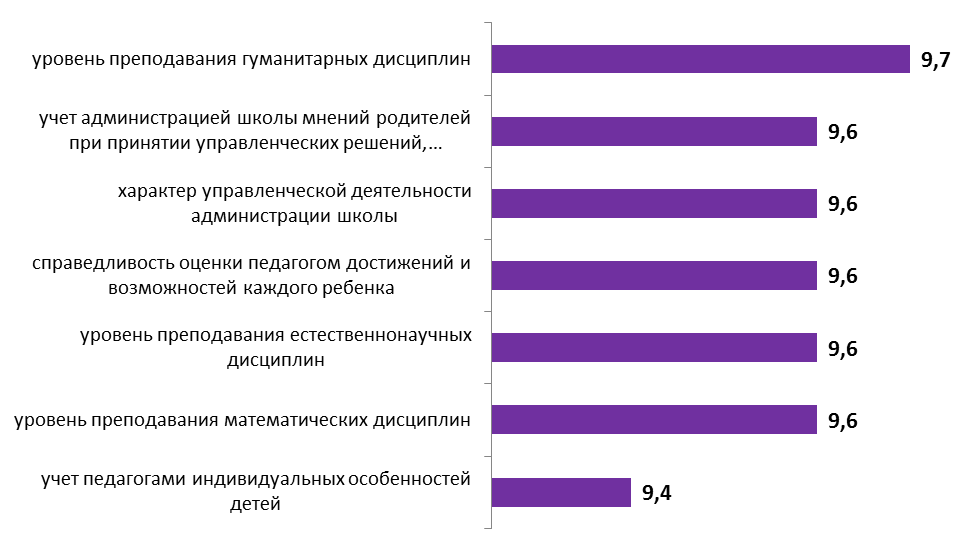 уровень преподавания гуманитарных дисциплин
9,7
учет администрацией школы мнений родителей
при принятии управленческих решений,...
9,6
характер управленческой деятельности
администрации школы
9,6
справедливость оценки педагогом достижений и
возможностей каждого ребенка
9,6
уровень преподавания естественнонаучных
дисциплин
9,6
уровень преподавания математических дисциплин
9,6
учет педагогами индивидуальных особенностей
детей
9,4